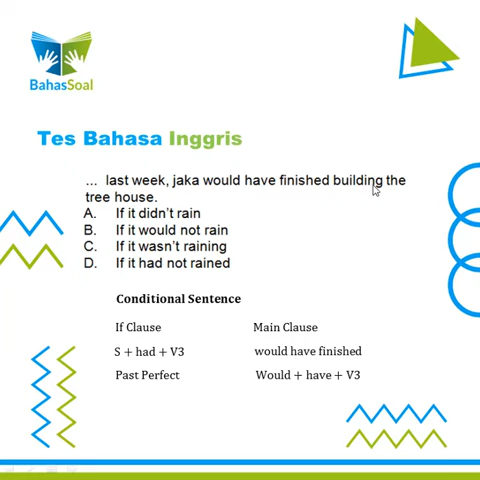 BahasSoal
Tes Bahasa Inggris
... last week, jaka would have finished building the
tree house.
A. If it didn't rain
B. If it would not rain
C. If it wasn't raining
D. If it had not rained
Conditional Sentence
If Clause Main Clause
S + had + V3 would have finished
Past Perfect Would + have + V3